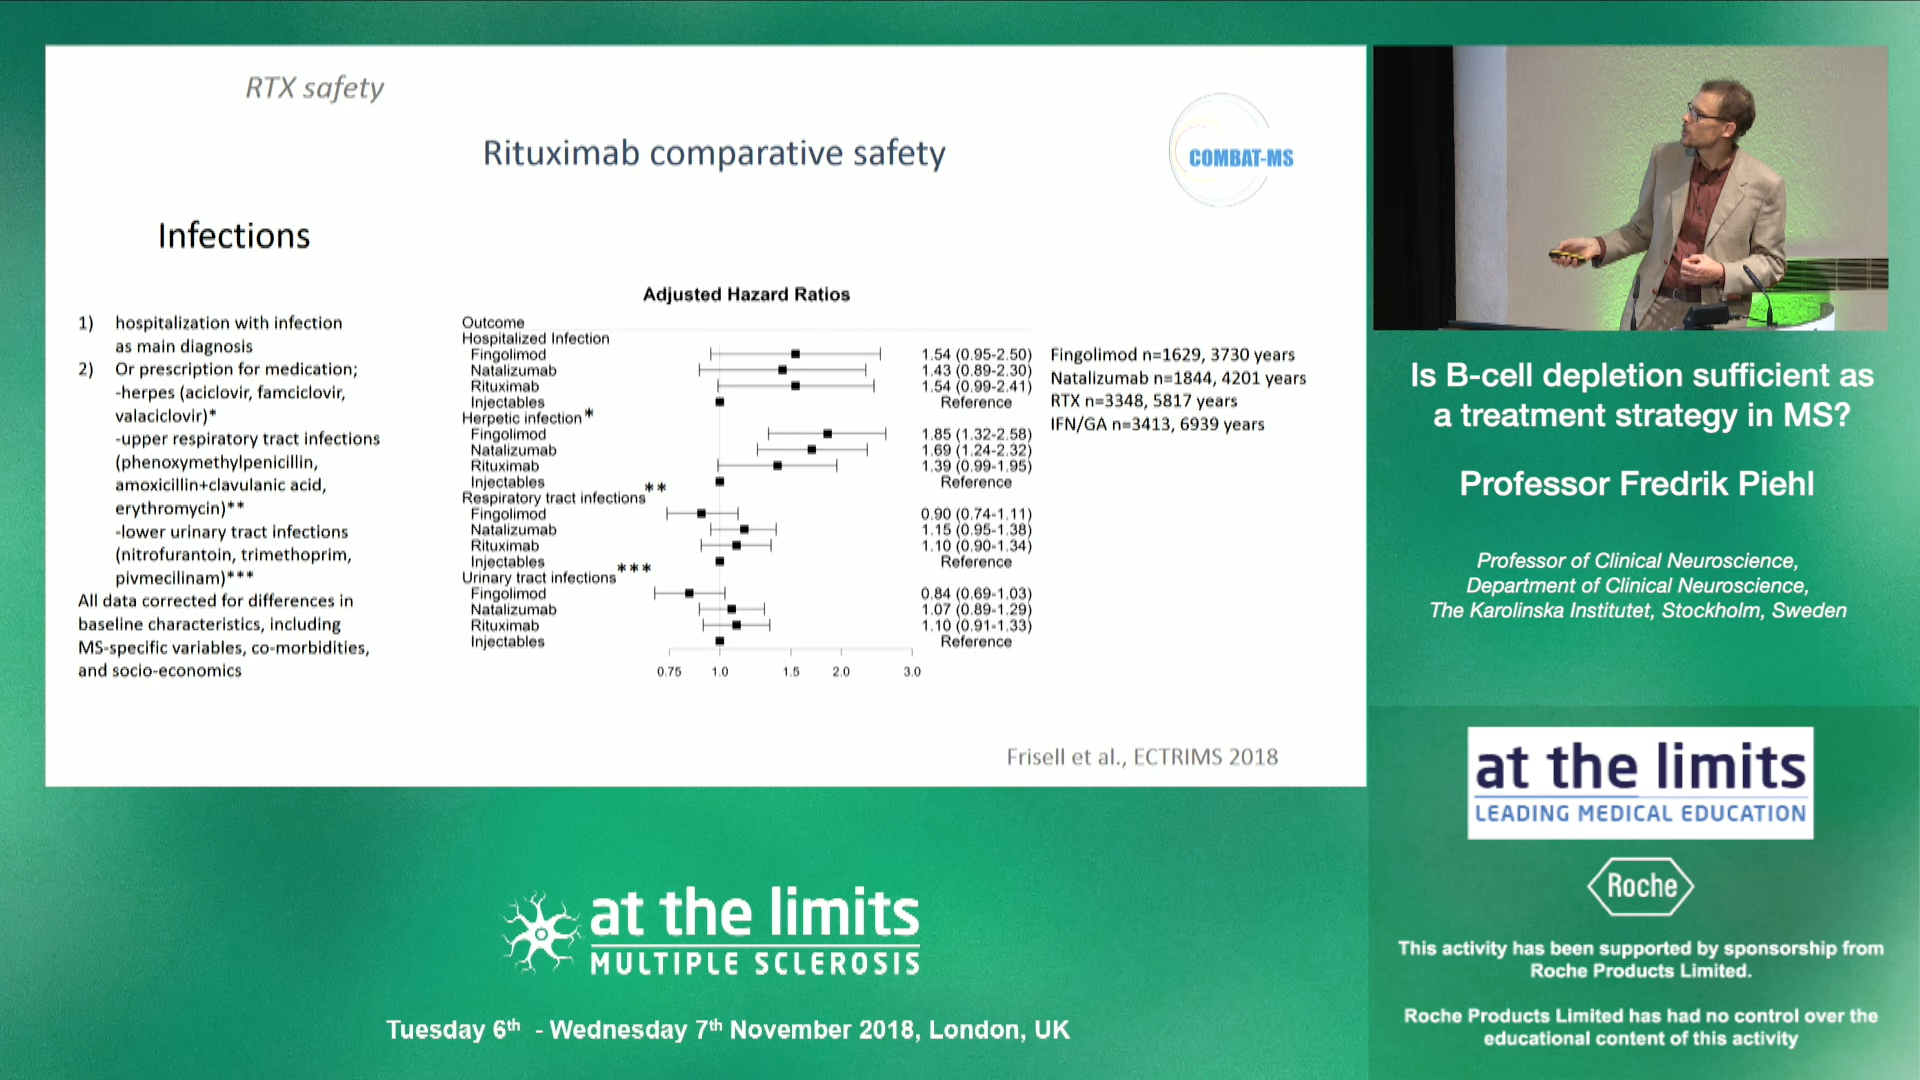 RTX safety
Rituximab comparative safety
COMBAT-MS
Infections
1) hospitalization with infection
as main diagnosis
2) Or prescription for medication;
-herpes (aciclovir, famciclovir,
valaciclovir)*
-upper respiratory tract infections
(phenoxymethylpenicillin,
amoxicillin+clavulanic acid,
erythromycin)**
-lower urinary tract infections
(nitrofurantoin, trimethoprim,
pivmecilinam)***
All data corrected for differences in
baseline characteristics, including
MS-specific variables, co-morbidities,
and socio-economics
Adjusted Hazard Ratios
Outcome
Hospitalized Infection
Fingolimod 1.54 (0.95-2.50)
Natalizumab 1.43 (0.89-2.30)
Rituximab 1.54 (0.99-2.41)
Injectables Reference
Herpetic infection *
Fingolimod 1.85 (1.32-2.58)
Natalizumab 1.69 (1.24-2.32)
Rituximab 1.39 (0.99-1.95)
Injectables Reference
Respiratory tract infections **
Fingolimod 0.90 (0.74-1.11)
Natalizumab 1.15 (0.95-1.38)
Rituximab 1.10 (0.90-1.34)
Injectables Reference
Urinary tract infections ***
Fingolimod 0.84 (0.69-1.03)
Natalizumab 1.07 (0.89-1.29)
Rituximab 1.10 (0.91-1.33)
Injectables Reference
0.75 1.0 1.5 2.0 3.0
Fingolimod n=1629, 3730 years
Natalizumab n=1844, 4201 years
RTX n=3348, 5817 years
IFN/GA n=3413, 6939 years
Frisell et al., ECTRIMS 2018
Is B-cell depletion sufficient as
a treatment strategy in MS?
Professor Fredrik Piehl
Professor of Clinical Neuroscience,
Department of Clinical Neuroscience,
The Karolinska Institutet, Stockholm, Sweden
at the limits
LEADING MEDICAL EDUCATION
Roche
This activity has been supported by sponsorship from
Roche Products Limited.
Roche Products Limited has had no control over the
educational content of this activity
at the limits
MULTIPLE SCLEROSIS
Tuesday 6th - Wednesday 7th November 2018, London, UK